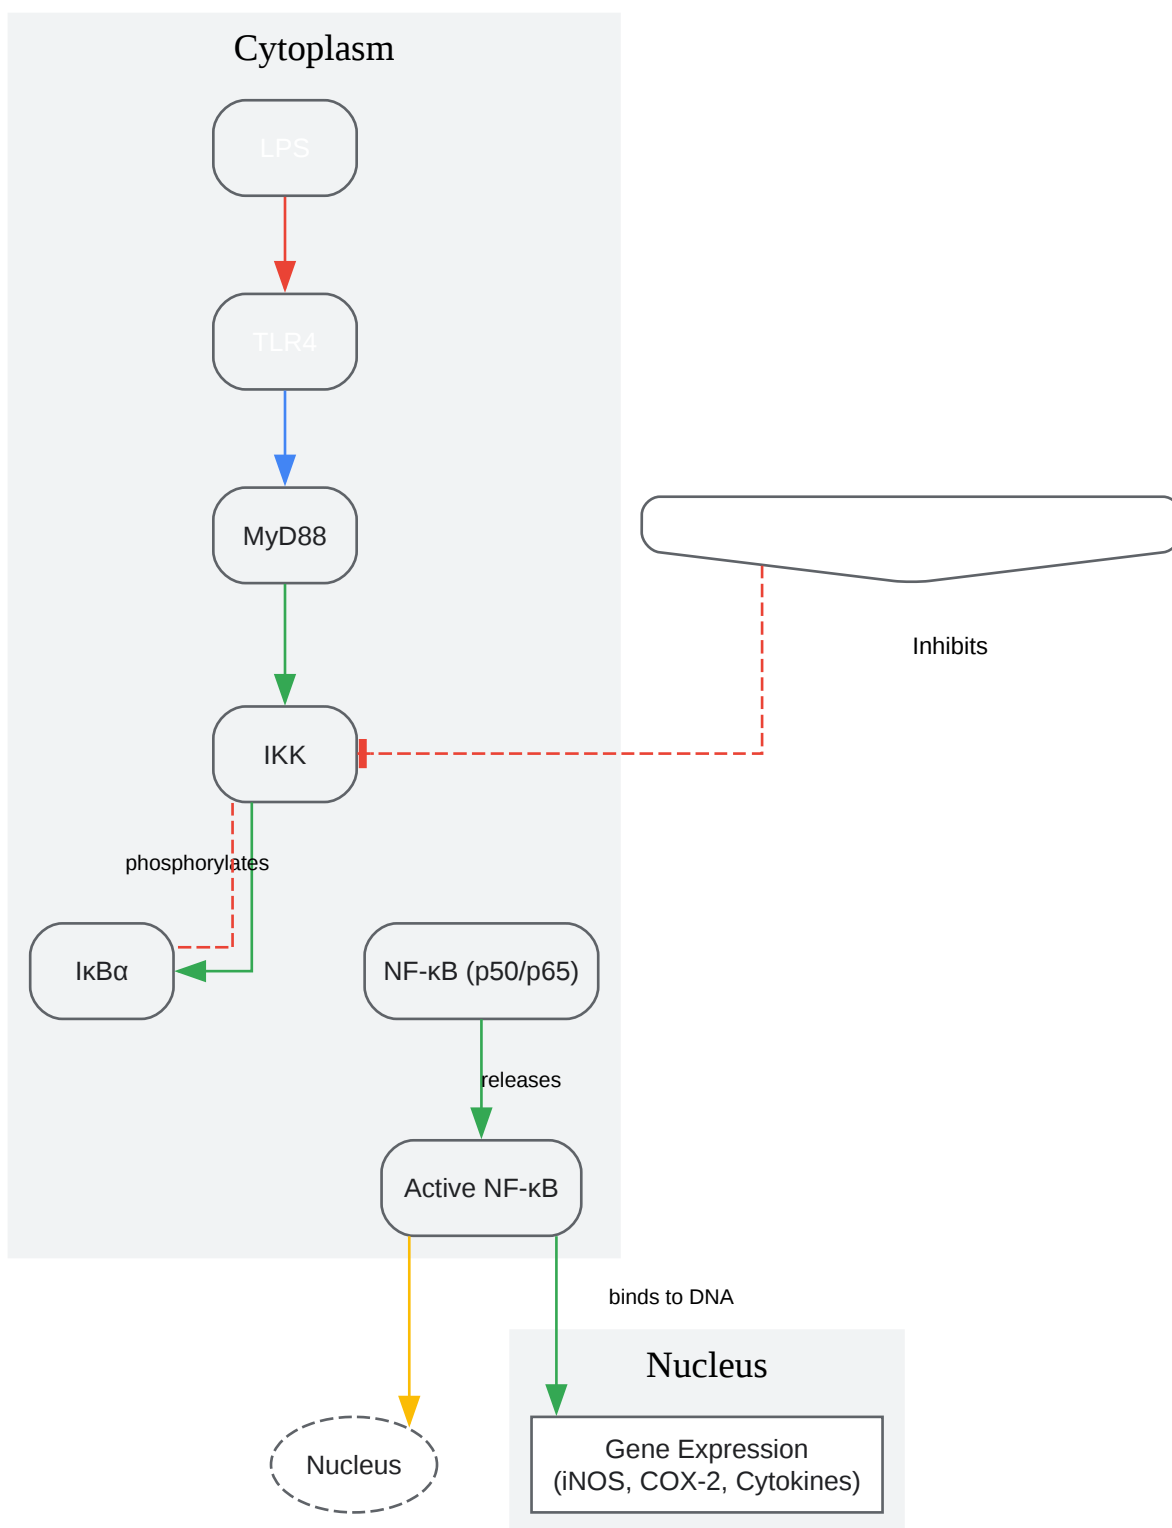 Cytoplasm
LPS
TLR4
MyD88
Inhibits
IKK
phosphorylates
IκBα
NF-κB (p50/p65)
releases
Active NF-κB
binds to DNA
Nucleus
Nucleus
Gene Expression
(iNOS, COX-2, Cytokines)